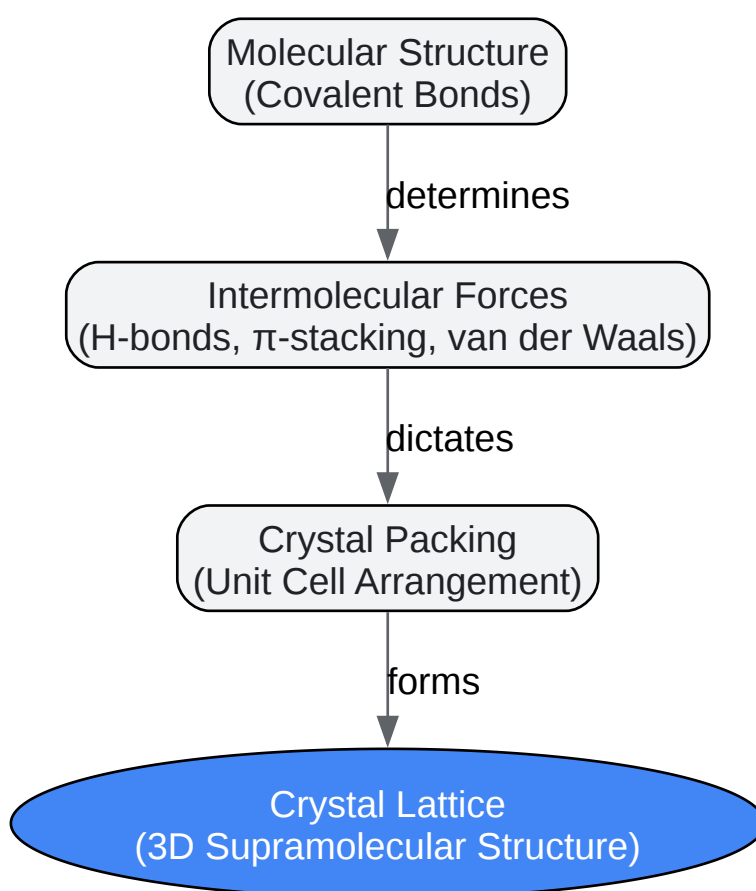 Molecular Structure
(Covalent Bonds)
determines
Intermolecular Forces
(H-bonds, π-stacking, van der Waals)
dictates
Crystal Packing
(Unit Cell Arrangement)
forms
Crystal Lattice
(3D Supramolecular Structure)